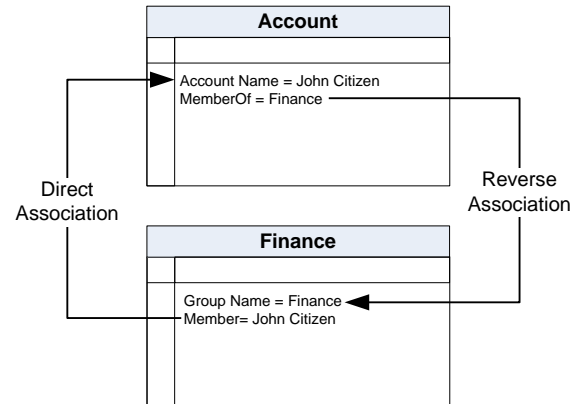 Account
Account Name = John Citizen
MemberOf = Finance
Direct
Association
Reverse
Association
Finance
Group Name = Finance
Member= John Citizen